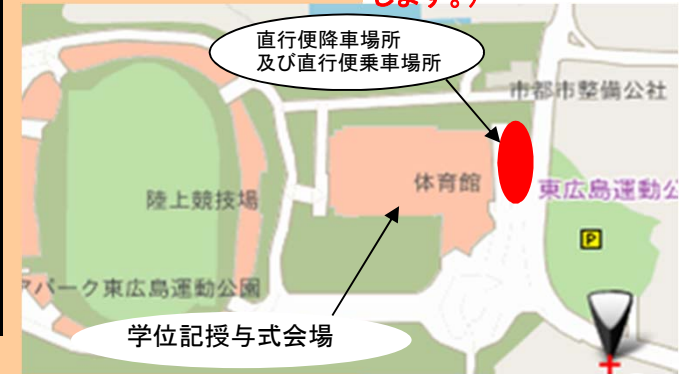 します。)
直行便降車場所
及び直行便乗車場所
市都市整備公社
体育館
東広島運動公
陸上競技場
P
アパーク東広島運動公園
学位記授与式会場